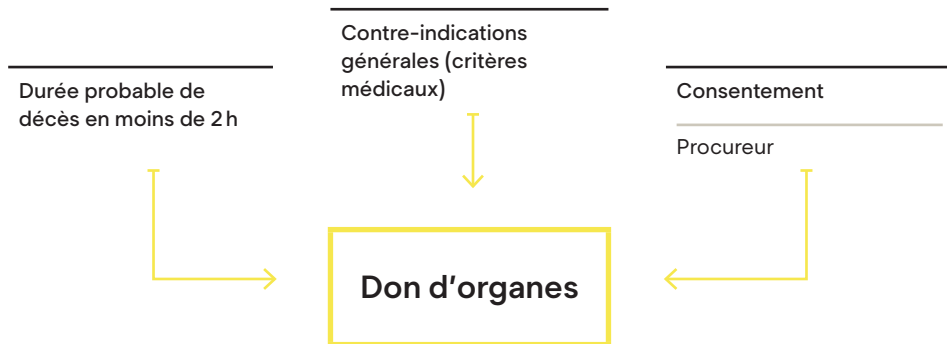 Contre-indications
générales (critères
médicaux)
Durée probable de
décès en moins de 2 h
Consentement
Procureur
Don d'organes